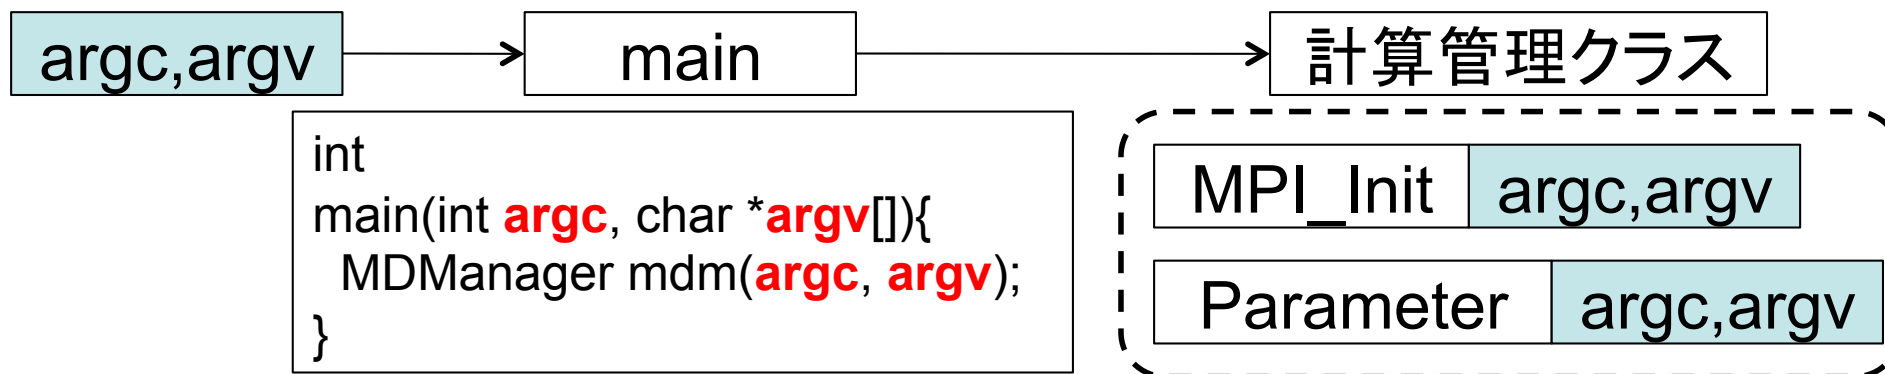 argc,argv
main
計算管理クラス
int
main(int argc, char *argv[]){
MDManager mdm(argc, argv);
}
MPI_Init
argc,argv
Parameter
argc,argv